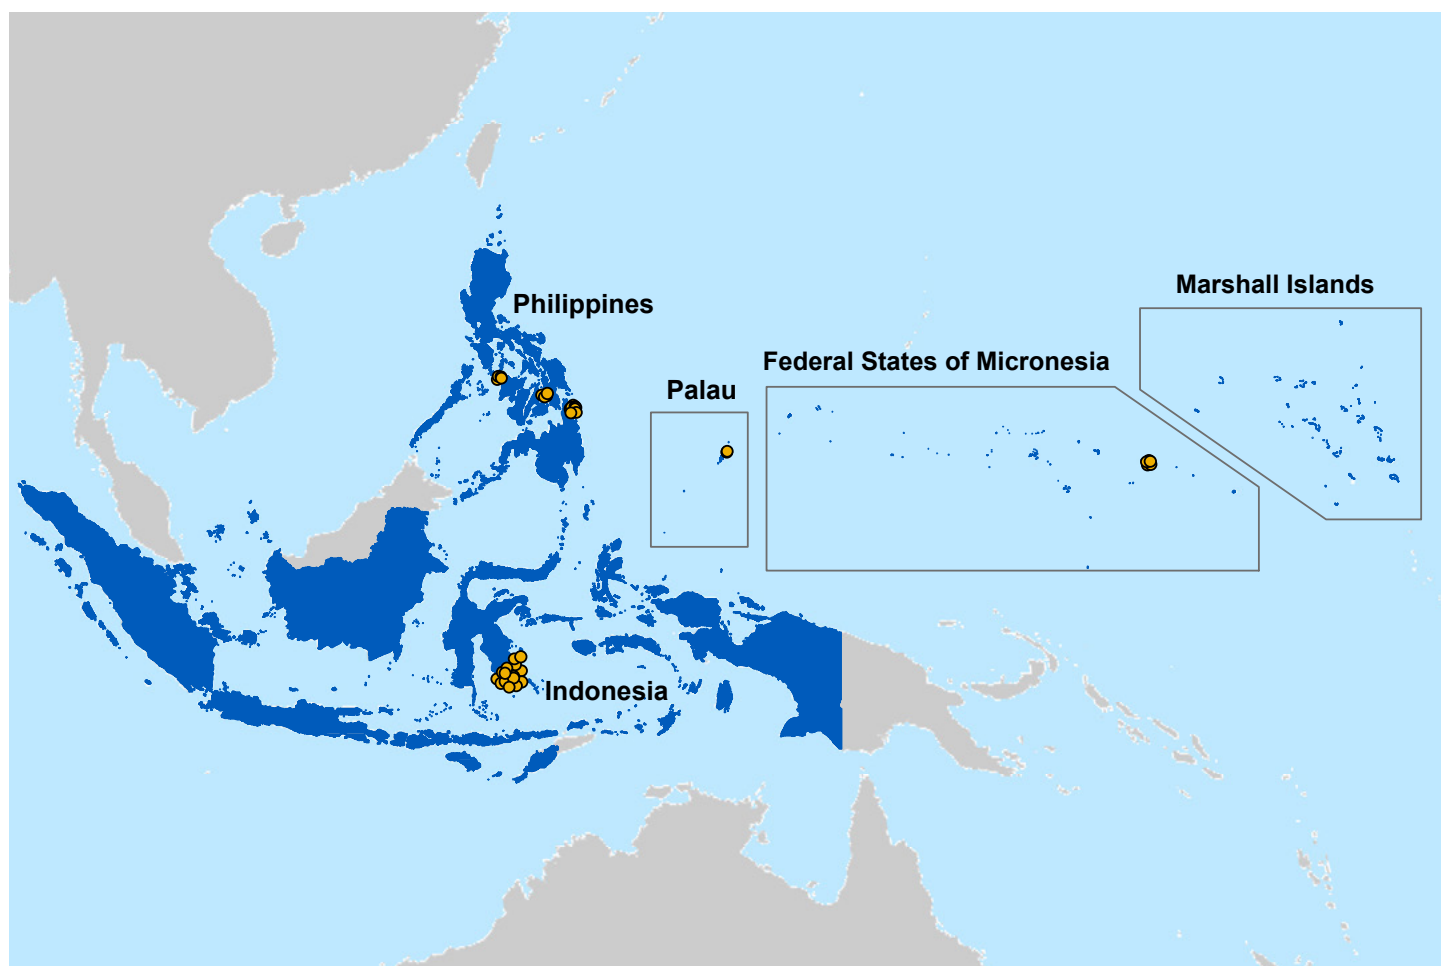 Marshall Islands
Philippines
Federal States of Micronesia
Palau
Indonesia